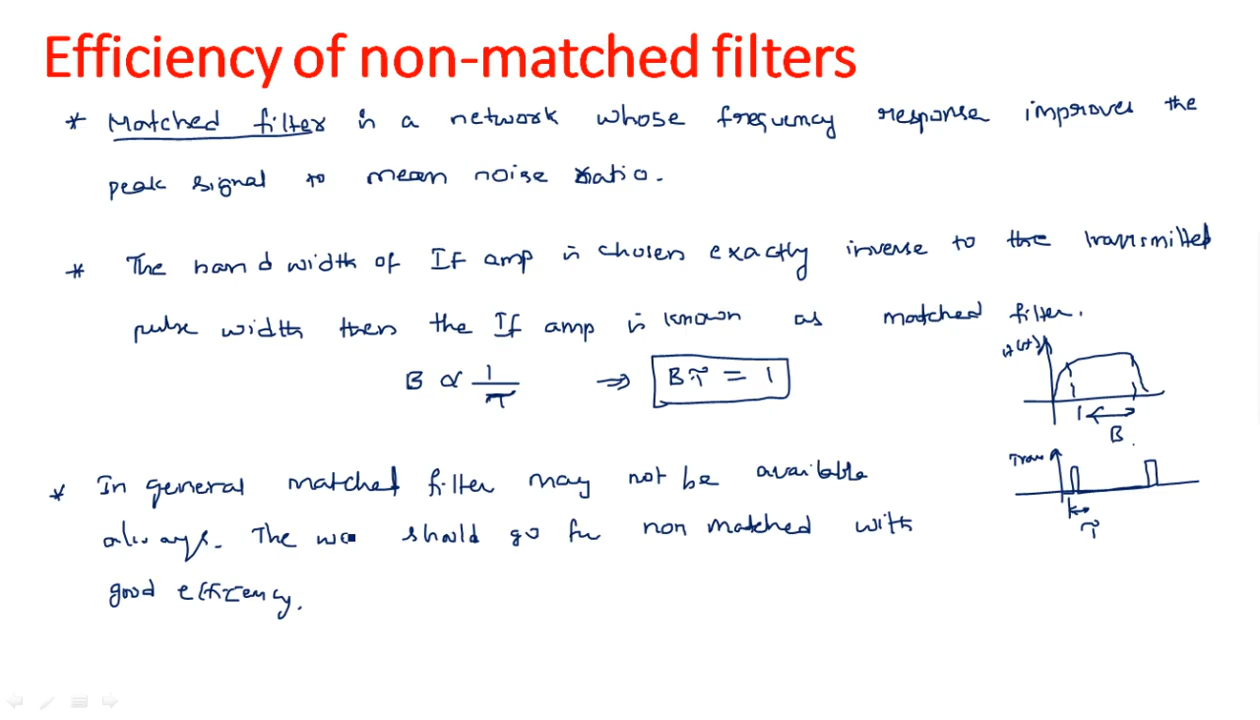 Efficiency of non-matched filters
* Matched filter is a network whose frequency response improves the
peak signal to mean noise ratio.
* The band width of IF amp is chosen exactly inverse to the transmitted
pulse width then the IF amp is known as matched filter.
B ∝ 1/τ ⇒ Bτ = 1
H(f)
B
Tran
τ
* In general matched filter may not be available
always. The we should go for non matched with
good efficiency.